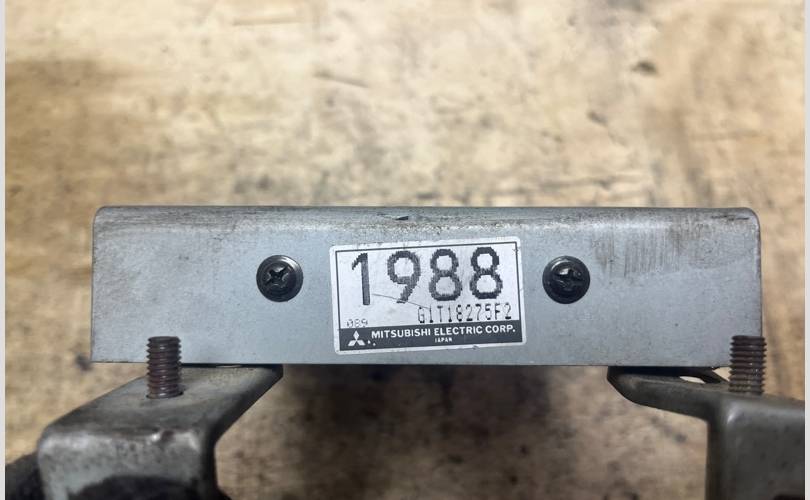 1988
G1T18275F2
089
MITSUBISHI ELECTRIC CORP.
JAPAN